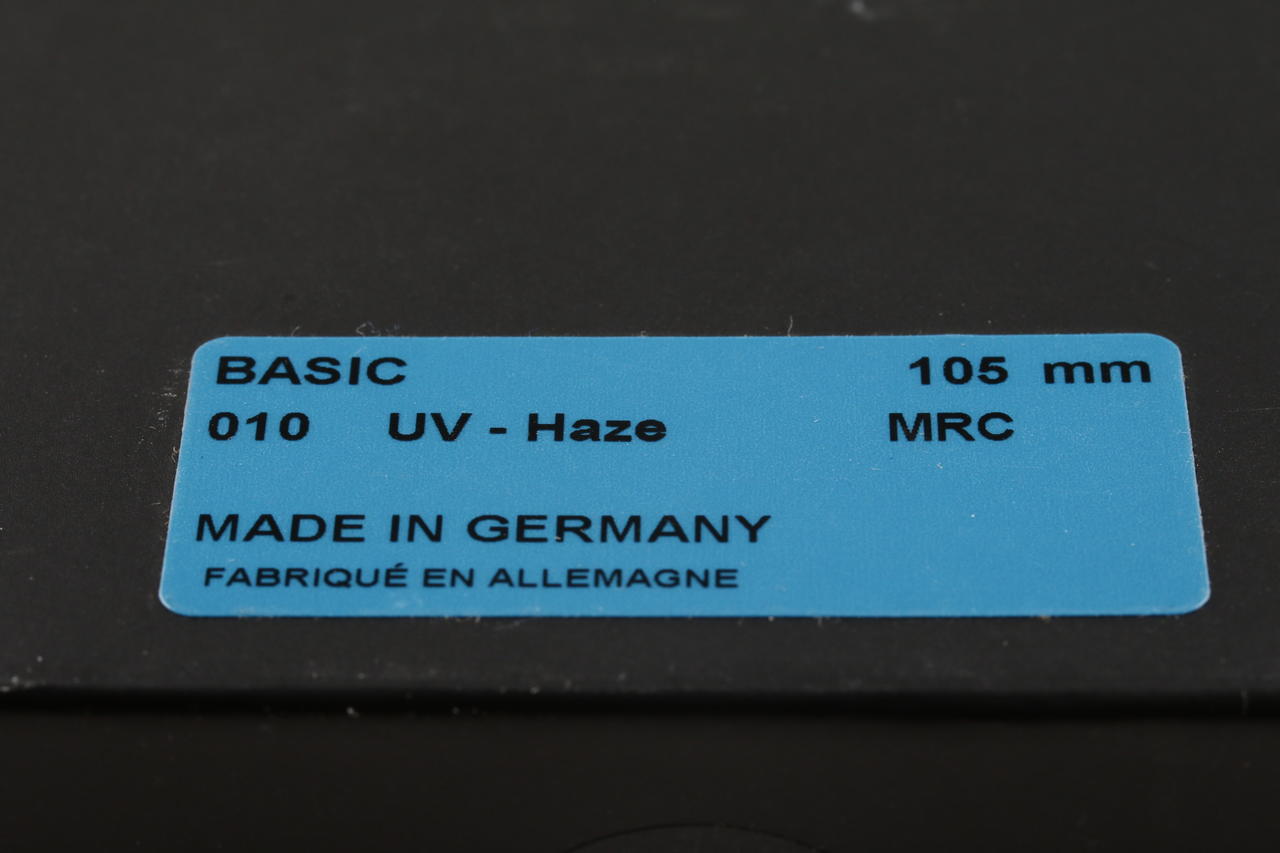 BASIC 105 mm
010 UV - Haze MRC
MADE IN GERMANY
FABRIQUÉ EN ALLEMAGNE